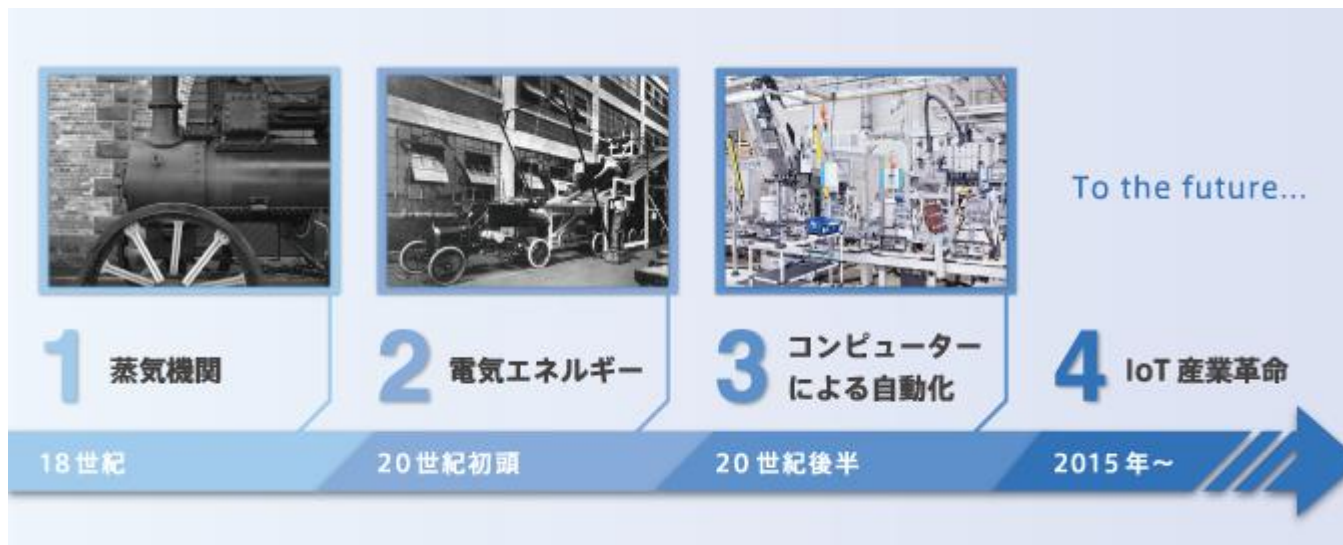 To the future...
1 蒸気機関
2 電気エネルギー
3 コンピューター
による自動化
4 IoT 産業革命
18世紀
20世紀初頭
20世紀後半
2015年～